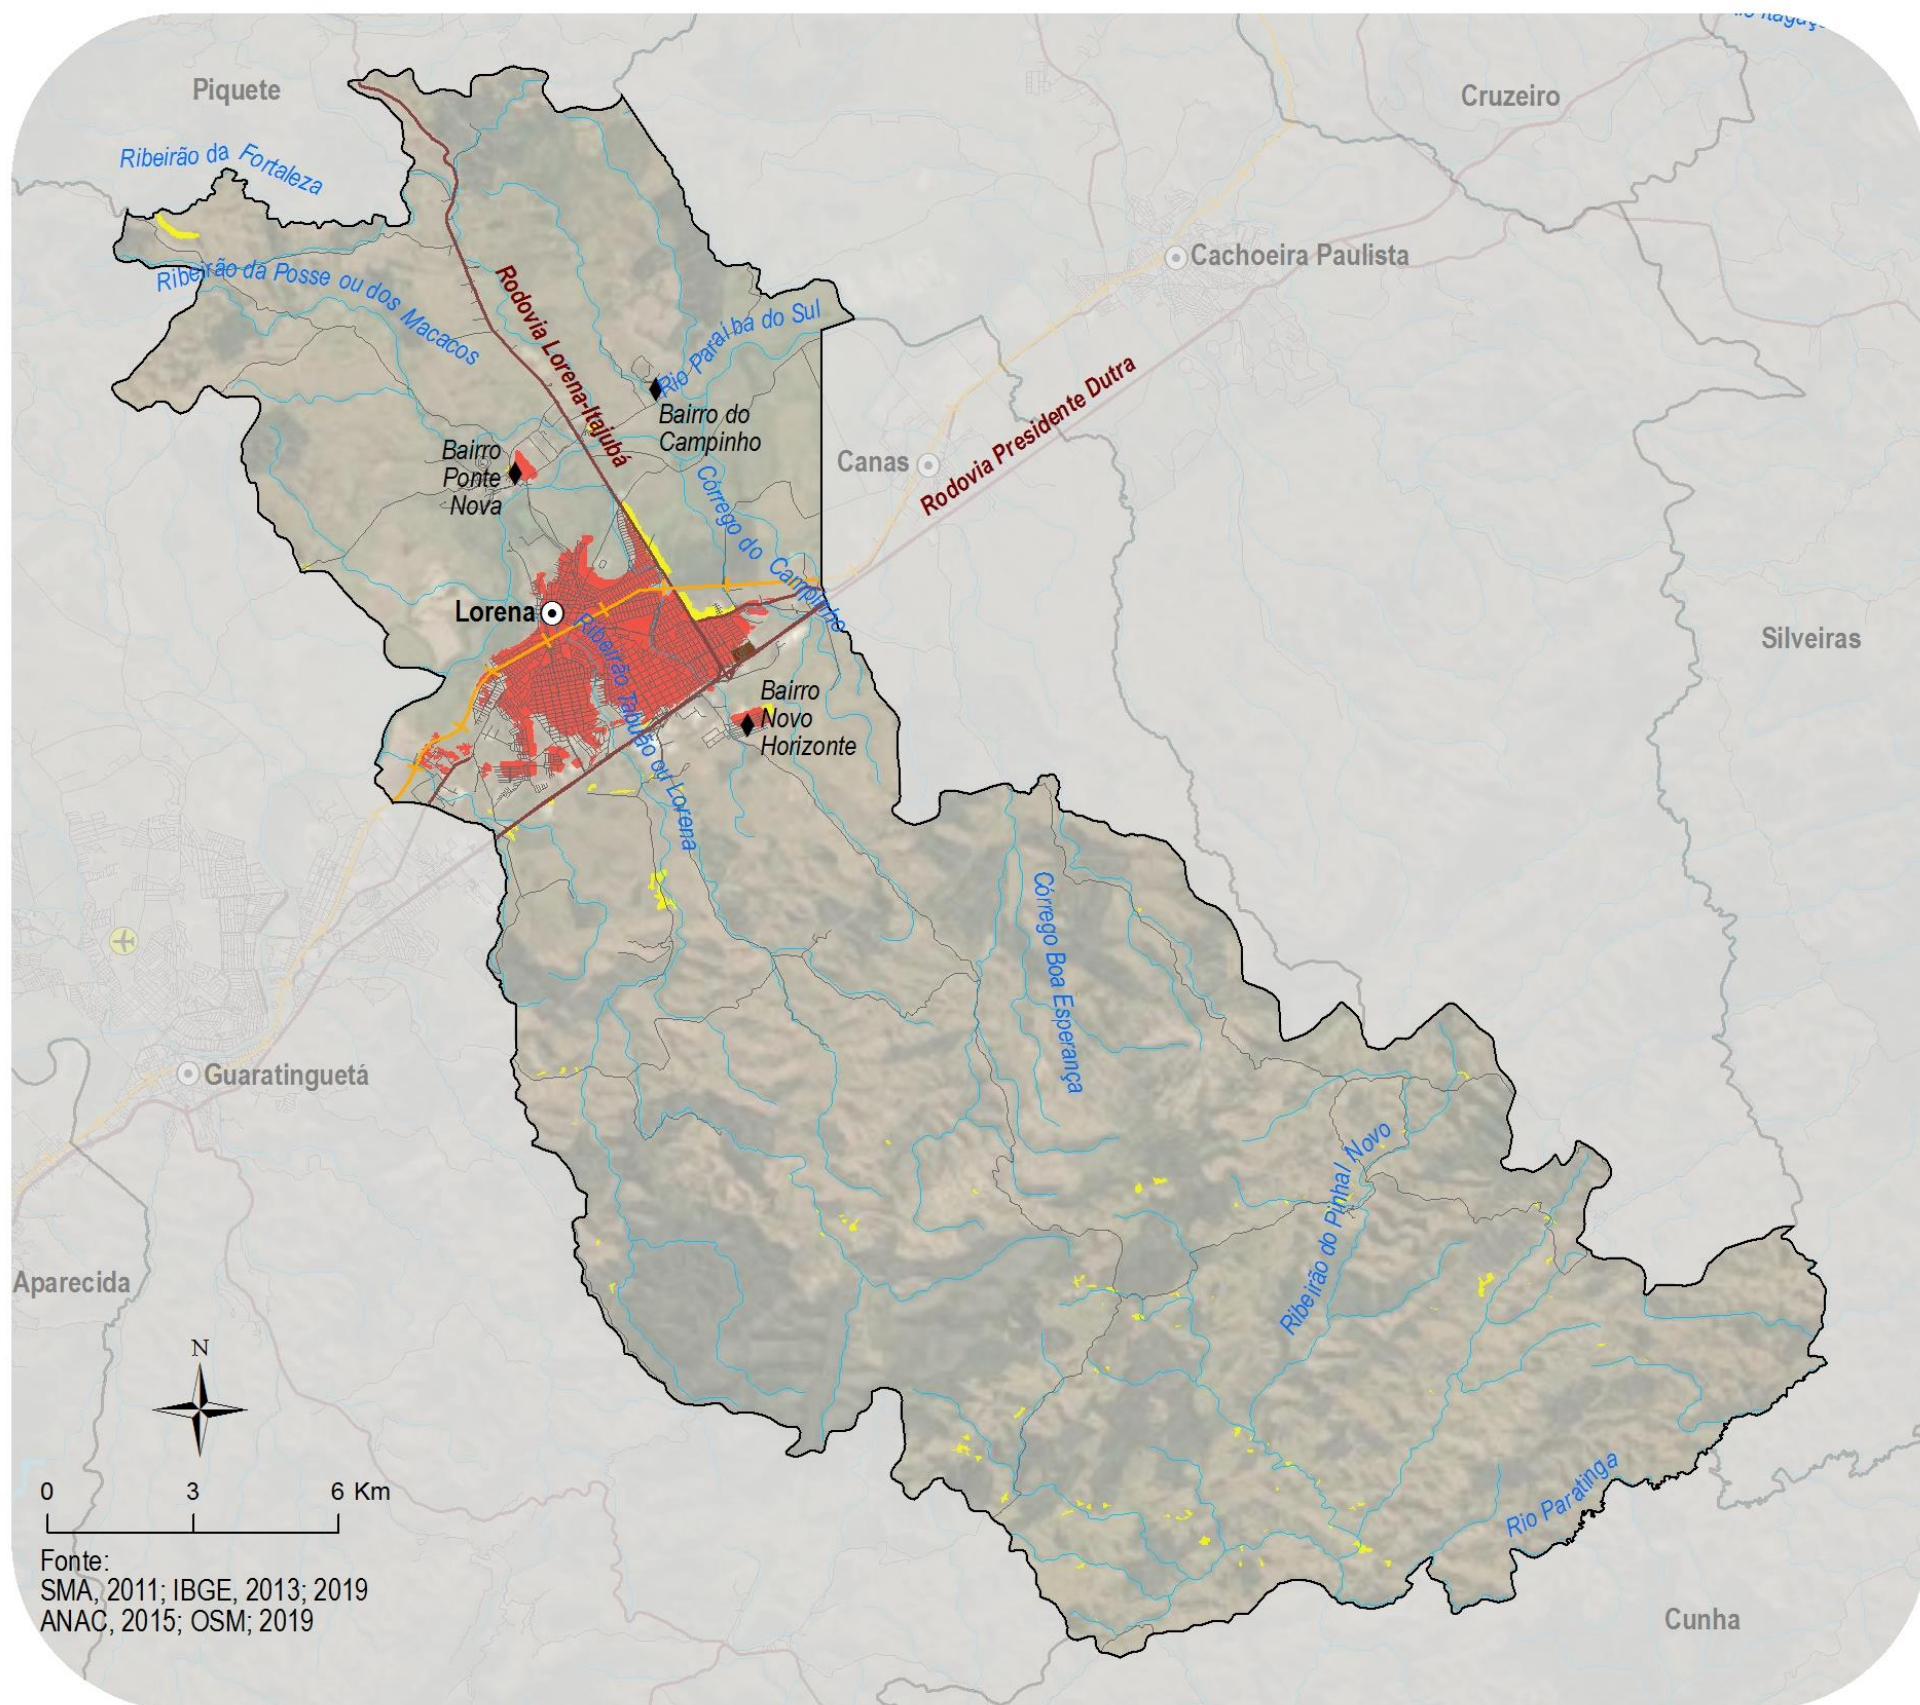 Piquete
Cruzeiro
Ribeirão da Fortaleza
Cachoeira Paulista
Ribeirão da Posse ou dos Macacos
Rodovia Lorena-Itajubá
Rio Paraíba do Sul
Bairro do
Campinho
Bairro
Ponte
Nova
Canas
Rodovia Presidente Dutra
Córrego do Campinho
Lorena
Ribeirão Tabuão ou Lorena
Silveiras
Bairro
Novo
Horizonte
Córrego Boa Esperança
Guaratinguetá
Ribeirão do Pinhal Novo
Aparecida
N
0 3 6 Km
Rio Paratinga
Fonte:
SMA, 2011; IBGE, 2013; 2019
ANAC, 2015; OSM; 2019
Cunha